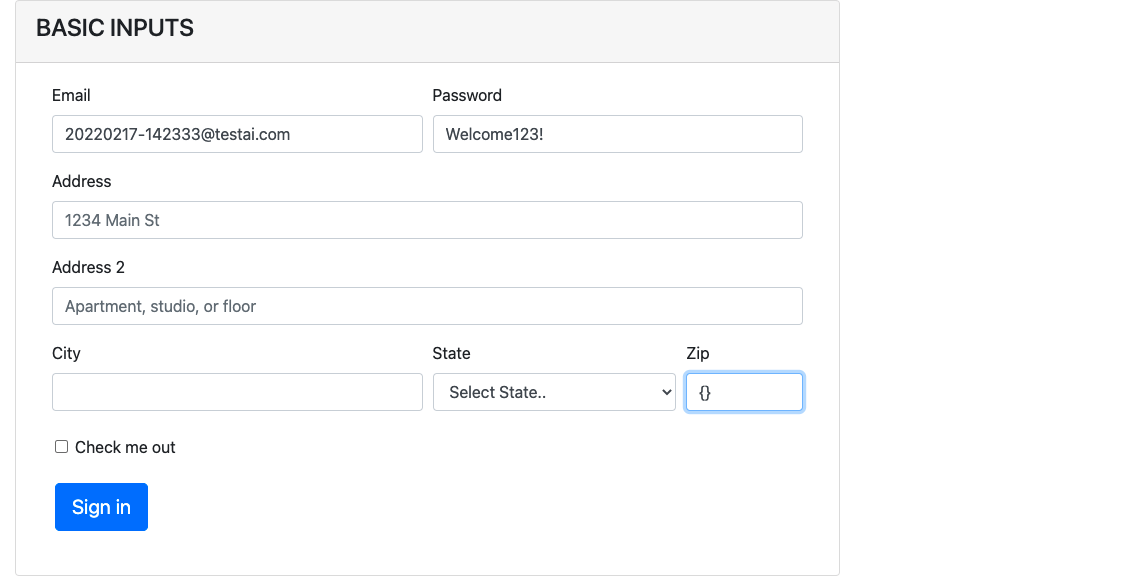 BASIC INPUTS
Email Password
20220217-142333@testai.com Welcome123!
Address
1234 Main St
Address 2
Apartment, studio, or floor
City State Zip
Select State.. {}
Check me out
Sign in